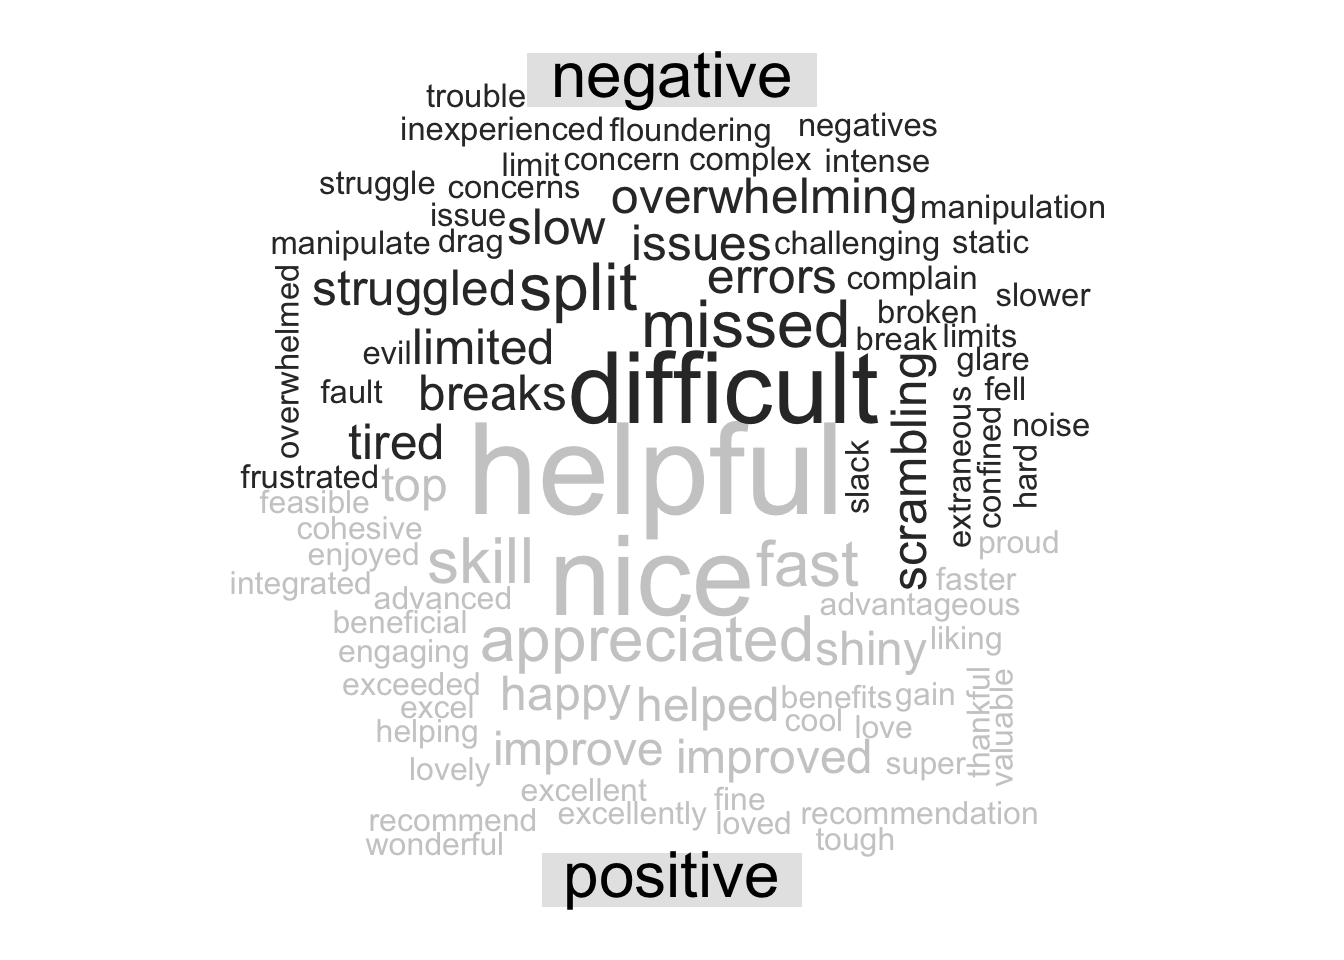 negative
trouble
inexperienced floundering negatives
limit concern complex intense
struggle concerns overwhelming manipulation
issue slow issues challenging static
manipulate drag
struggled split errors complain slower
overwhelmed
missed broken
break limits
evil limited glare
difficult
fault breaks fell
scrambling
extraneous
confined
noise
tired
hard
slack
frustrated top helpful
feasible
cohesive
enjoyed skill nice fast proud
integrated advanced faster
advantageous
beneficial appreciated shiny liking
engaging
exceeded happy helped benefits gain
thankful
valuable
excel cool love
helping improve improved super
lovely
excellent fine
recommend excellently loved recommendation
wonderful tough
positive